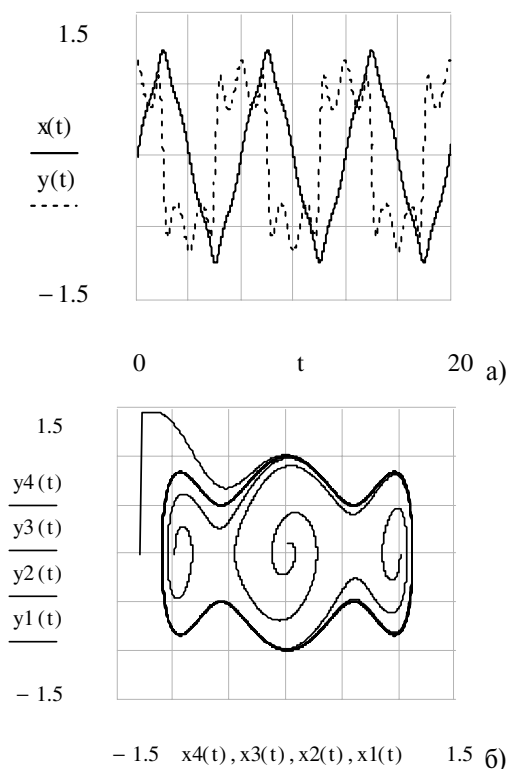 1.5
x(t)
y(t)
− 1.5
0 t 20 а)
1.5
y4(t)
y3(t)
y2(t)
y1(t)
− 1.5
− 1.5 x4(t) , x3(t) , x2(t) , x1(t) 1.5 б)